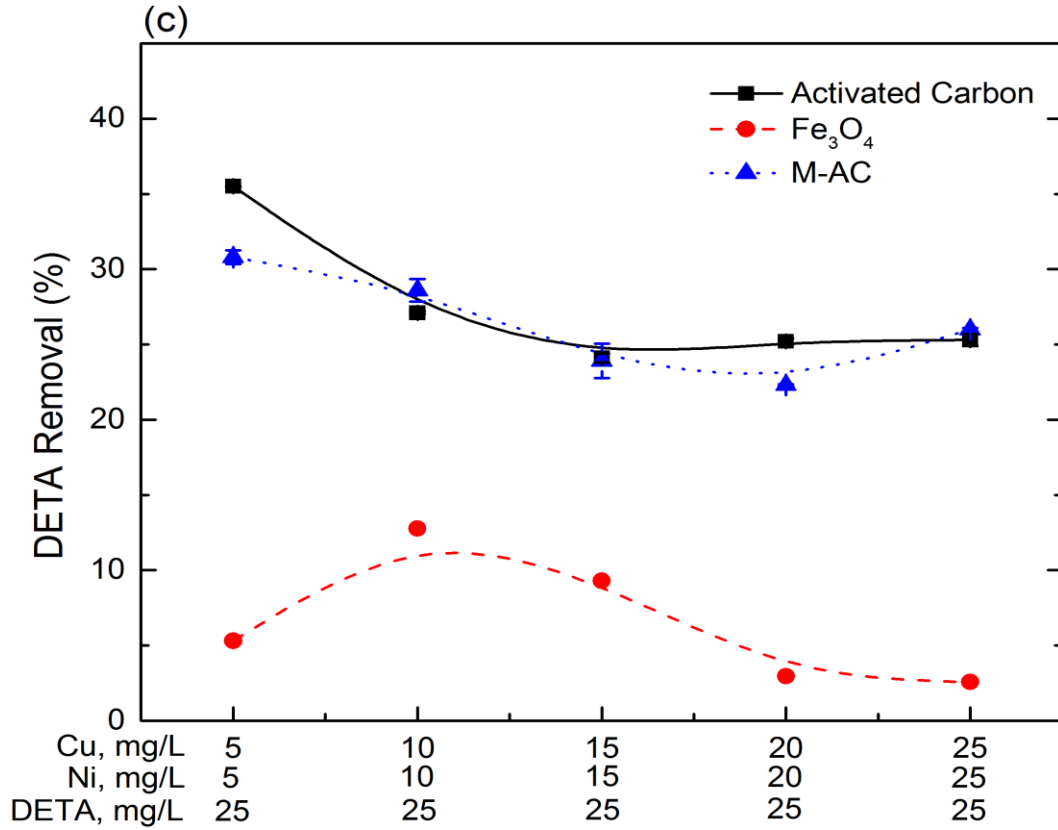 (c)
Activated Carbon
Fe₃O₄
M-AC
DETA Removal (%)
40
30
20
10
0
Cu, mg/L 5 10 15 20 25
Ni, mg/L 5 10 15 20 25
DETA, mg/L 25 25 25 25 25